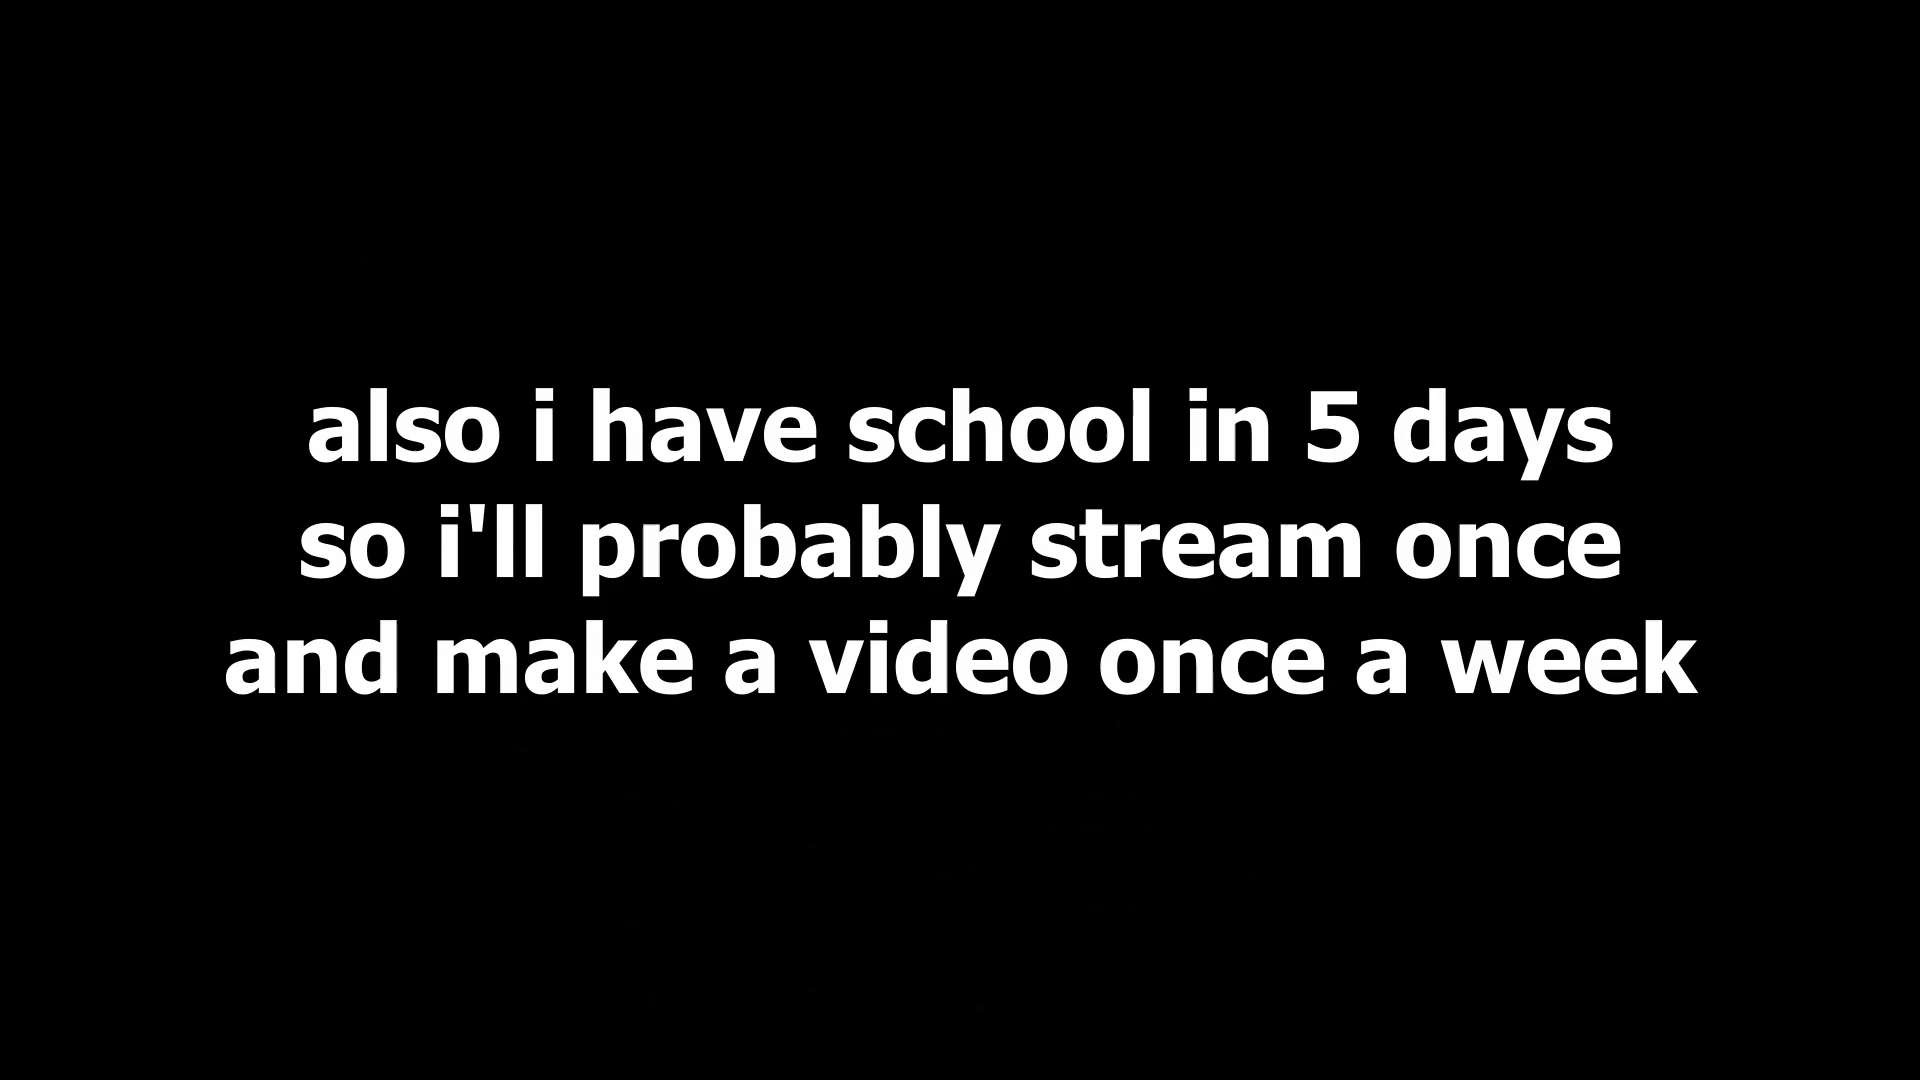 also i have school in 5 days
so i'll probably stream once
and make a video once a week